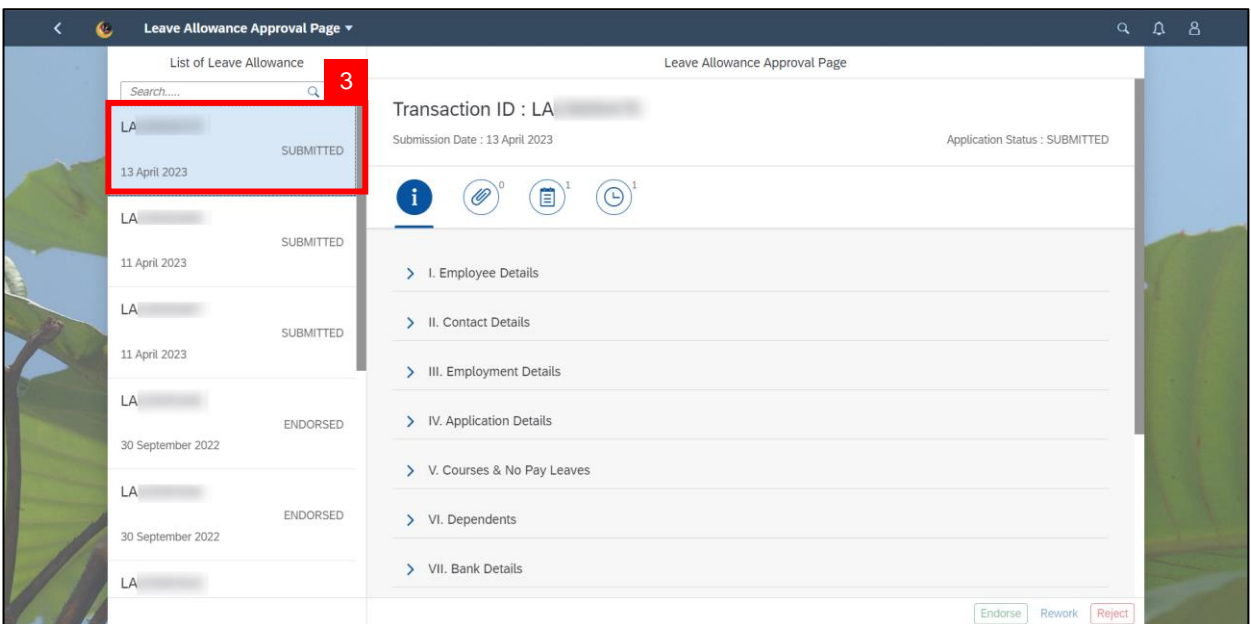 Leave Allowance Approval Page
List of Leave Allowance
Search.....
3
LA
SUBMITTED
13 April 2023
LA
SUBMITTED
11 April 2023
LA
SUBMITTED
11 April 2023
LA
ENDORSED
30 September 2022
LA
ENDORSED
30 September 2022
LA
Leave Allowance Approval Page
Transaction ID : LA
Submission Date : 13 April 2023
Application Status : SUBMITTED
i
0
1
1
I. Employee Details
II. Contact Details
III. Employment Details
IV. Application Details
V. Courses & No Pay Leaves
VI. Dependents
VII. Bank Details
Endorse Rework Reject